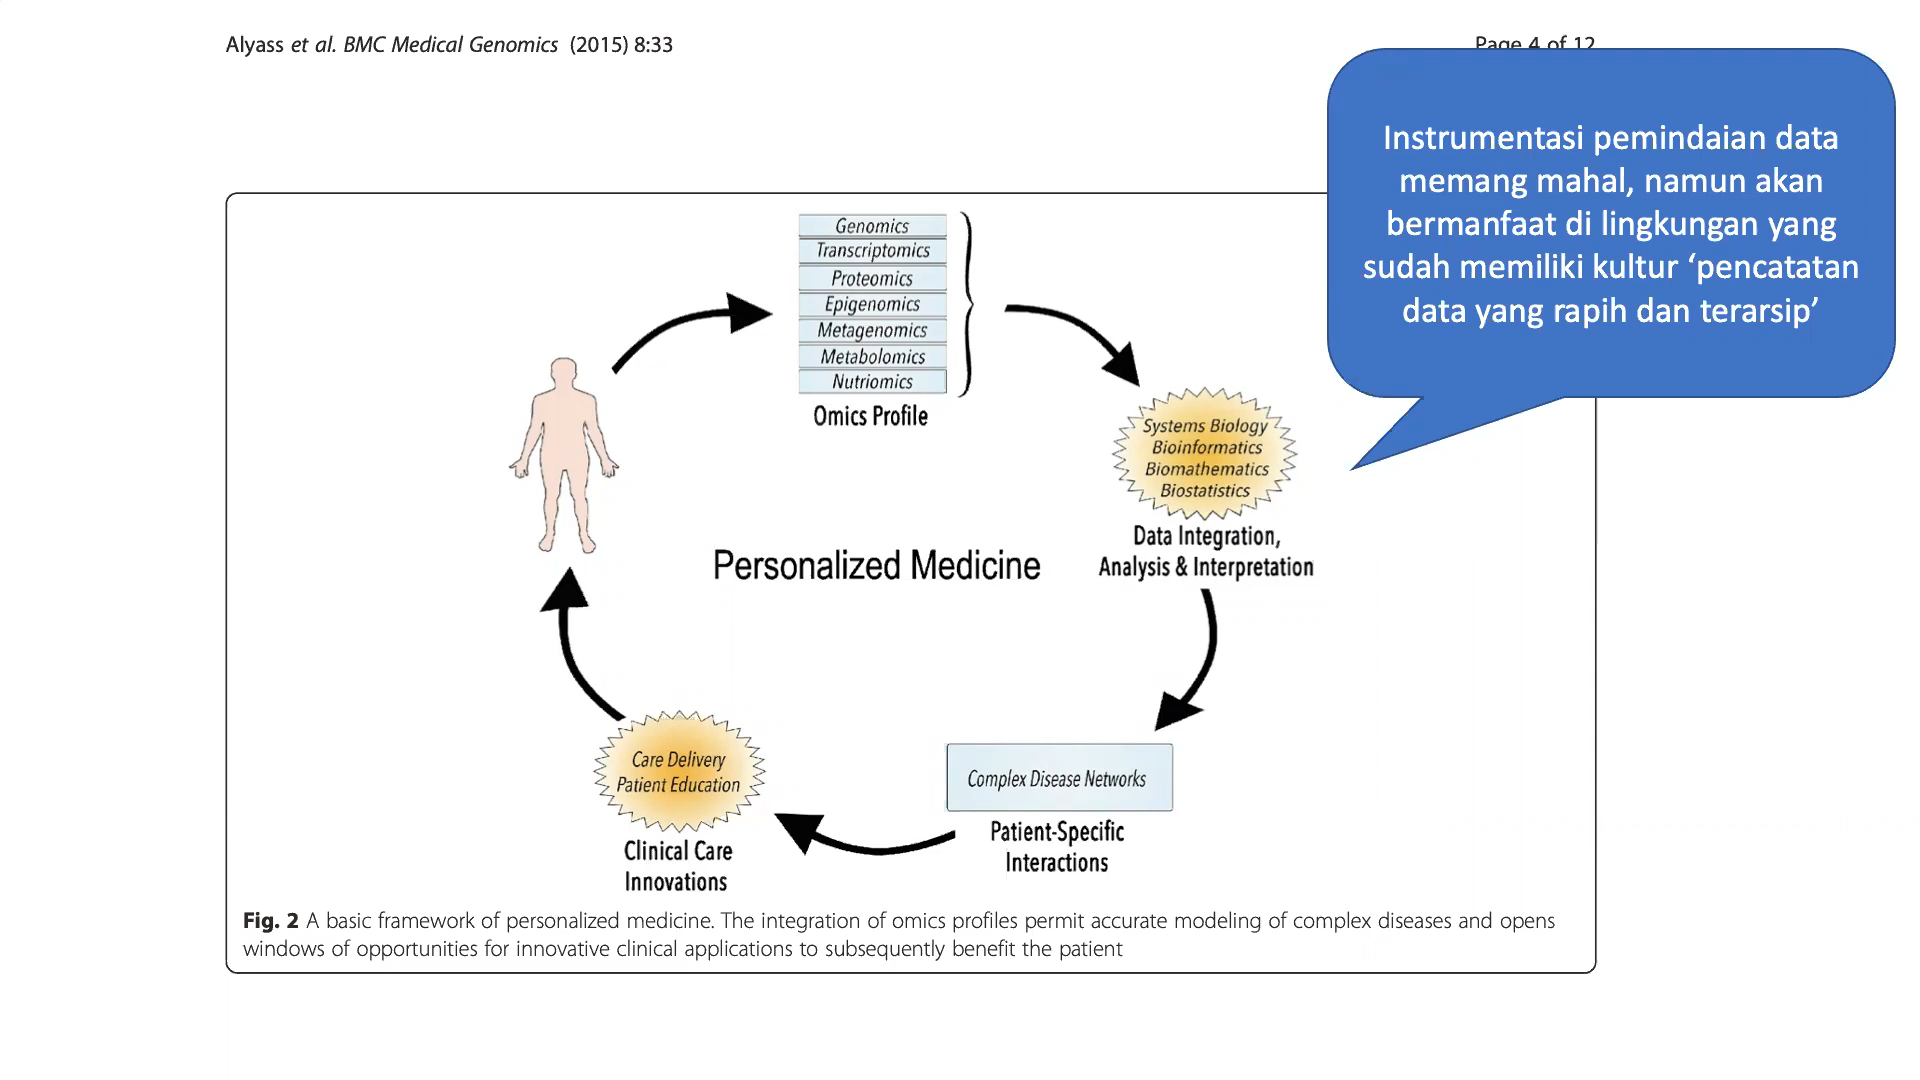 Alyass et al. BMC Medical Genomics (2015) 8:33
Page 4 of 12
Instrumentasi pemindaian data
memang mahal, namun akan
bermanfaat di lingkungan yang
sudah memiliki kultur ‘pencatatan
data yang rapih dan terarsip’
Genomics
Transcriptomics
Proteomics
Epigenomics
Metagenomics
Metabolomics
Nutriomics
Omics Profile
Systems Biology
Bioinformatics
Biomathematics
Biostatistics
Data Integration,
Analysis & Interpretation
Personalized Medicine
Complex Disease Networks
Patient-Specific
Interactions
Care Delivery
Patient Education
Clinical Care
Innovations
Fig. 2 A basic framework of personalized medicine. The integration of omics profiles permit accurate modeling of complex diseases and opens
windows of opportunities for innovative clinical applications to subsequently benefit the patient